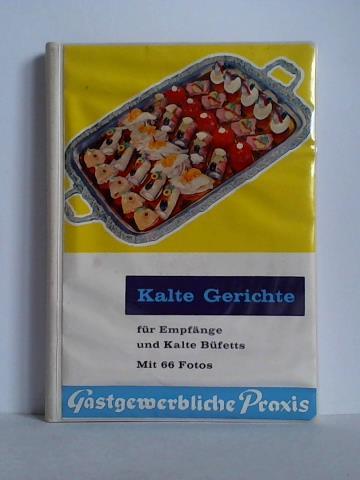 Kalte Gerichte
für Empfänge
und Kalte Büfetts
Mit 66 Fotos
Gastgewerbliche Praxis